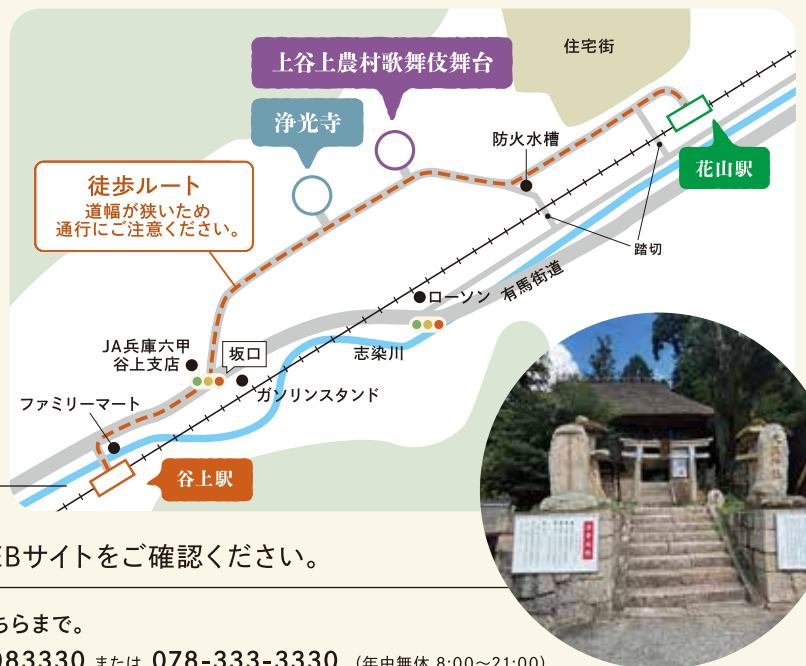 住宅街
上谷上農村歌舞伎舞台
浄光寺
防火水槽
花山駅
徒歩ルート
道幅が狭いため
通行にご注意ください。
踏切
有馬街道
ローソン
JA兵庫六甲
谷上支店
坂口
志染川
ガソリンスタンド
ファミリーマート
谷上駅
EBサイトをご確認ください。
ちらまで。
083330 または 078-333-3330 (年中無休 8:00〜21:00)